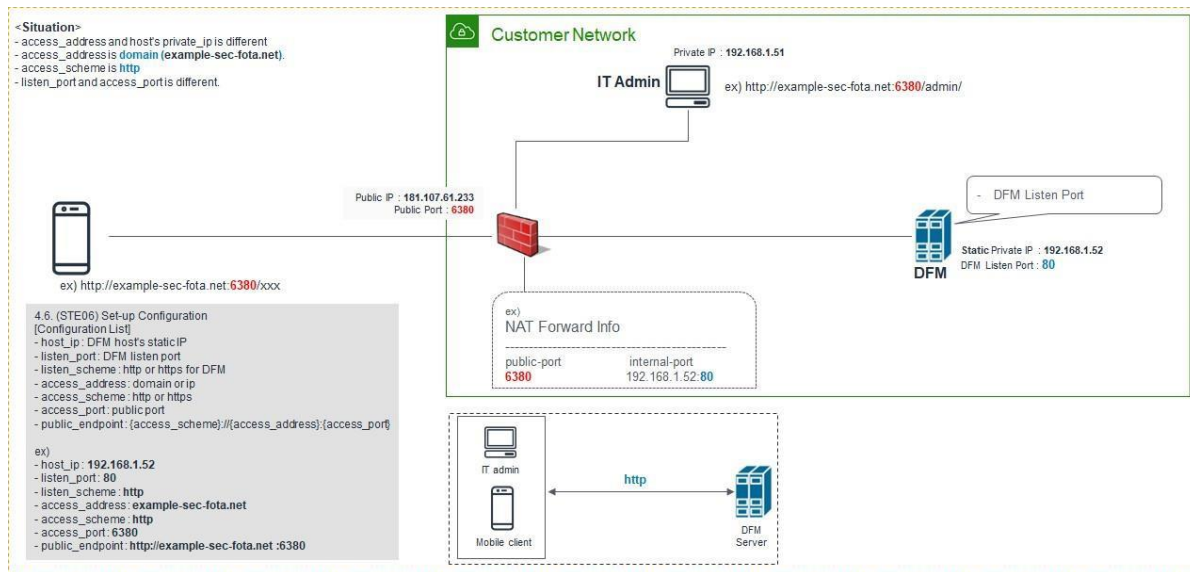 <Situation>
- access_address and host's private_ip is different
- access_address is domain (example-sec-fota.net).
- access_scheme is http
- listen_port and access_port is different.
Customer Network
Private IP : 192.168.1.51
IT Admin
ex) http://example-sec-fota.net:6380/admin/
Public IP : 181.107.61.233
Public Port : 6380
- DFM Listen Port
Static Private IP : 192.168.1.52
DFM Listen Port : 80
DFM
ex) http://example-sec-fota.net:6380/xxx
ex)
NAT Forward Info
public-port internal-port
6380 192.168.1.52:80
4.6. (STE06) Set-up Configuration
[Configuration List]
- host_ip : DFM host's static IP
- listen_port : DFM listen port
- listen_scheme : http or https for DFM
- access_address : domain or ip
- access_scheme : http or https
- access_port : public port
- public_endpoint : {access_scheme}://{access_address}:{access_port}
ex)
- host_ip : 192.168.1.52
- listen_port : 80
- listen_scheme : http
- access_address : example-sec-fota.net
- access_scheme : http
- access_port : 6380
- public_endpoint : http://example-sec-fota.net :6380
IT admin
http
Mobile client
DFM
Server